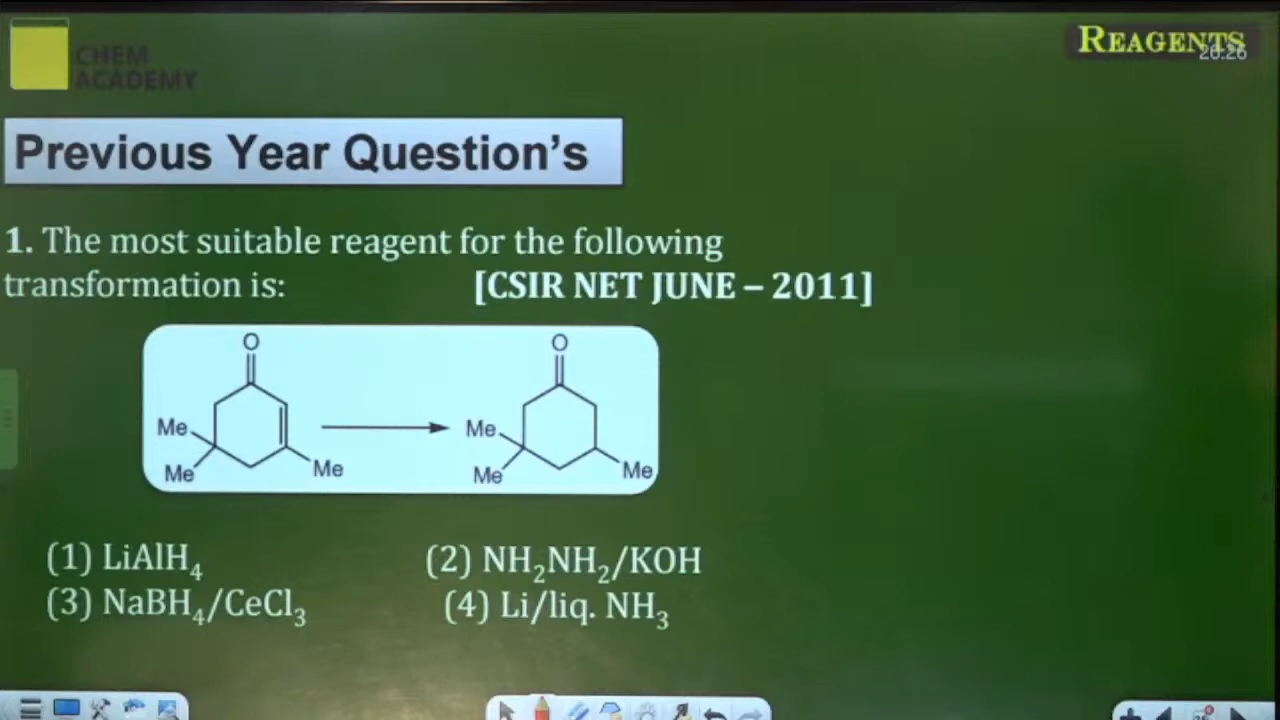 CHEM
ACADEMY
REAGENTS
20:26
Previous Year Question's
1. The most suitable reagent for the following
transformation is: [CSIR NET JUNE – 2011]
O
Me
Me
Me
O
Me
Me
Me
(1) LiAlH₄ (2) NH₂NH₂/KOH
(3) NaBH₄/CeCl₃ (4) Li/liq. NH₃